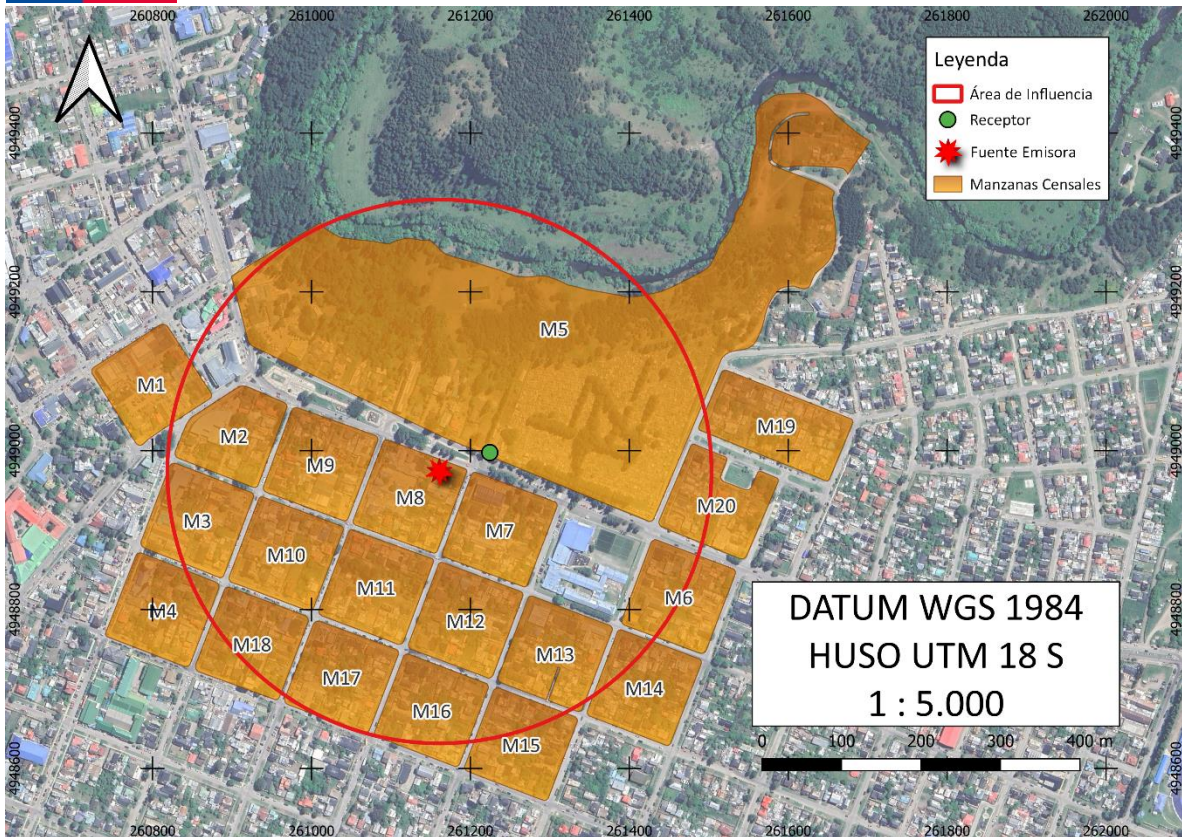 260800 261000 261200 261400 261600 261800 262000
Leyenda
Área de Influencia
Receptor
Fuente Emisora
Manzanas Censales
4949400
4949400
4949200
4949200
M5
M1
M19
M2
4949000
4949000
M9
M8
M20
M7
M3
M10
M11
M6
4948800
4948800
M4
M12
M18
M13
M17
M14
M16
M15
DATUM WGS 1984
HUSO UTM 18 S
1 : 5.000
0 100 200 300 400 m
4948600
4948600
260800 261000 261200 261400 261600 261800 262000